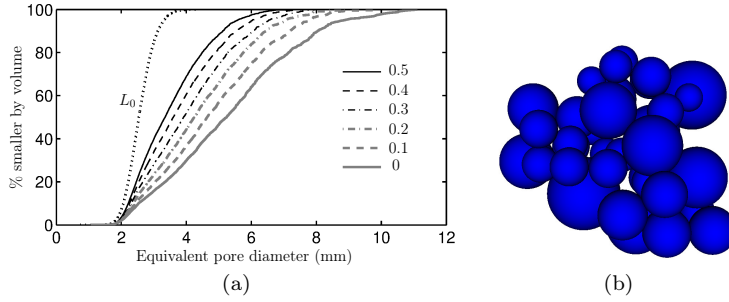 100
80
60
40
20
0
% smaller by volume
L0
0.5
0.4
0.3
0.2
0.1
0
0 2 4 6 8 10 12
Equivalent pore diameter (mm)
(a) (b)